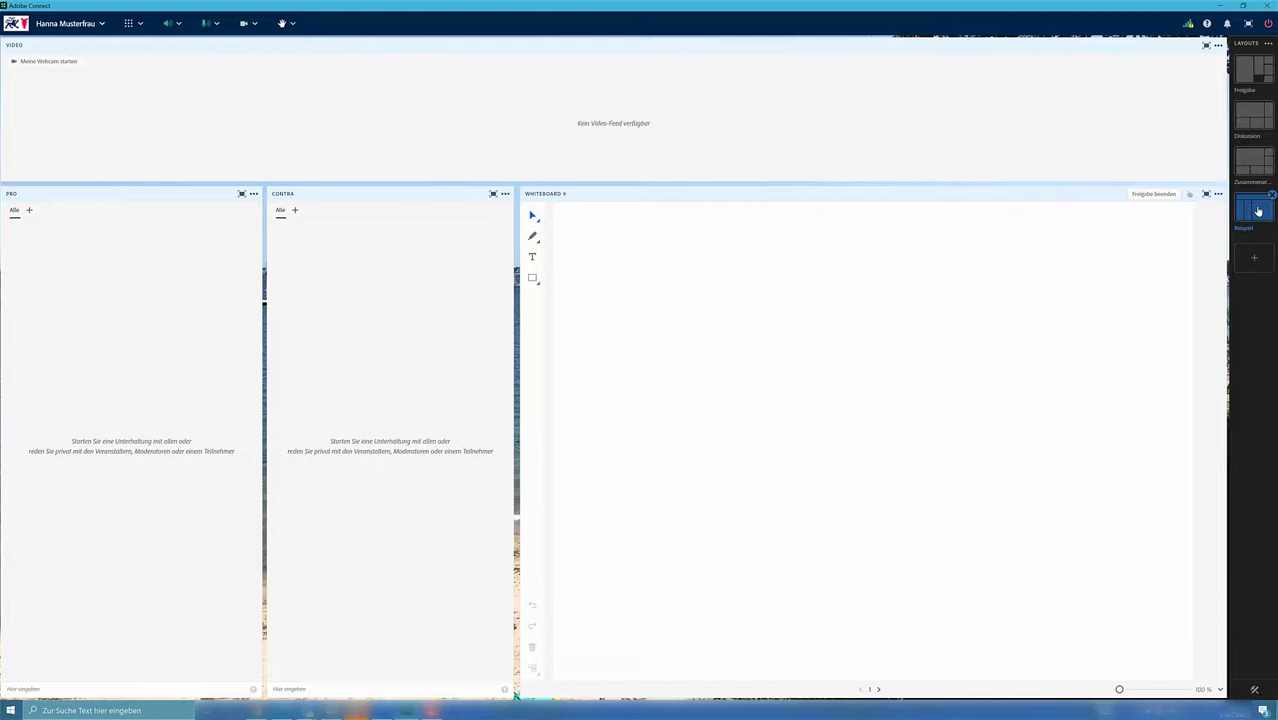 Adobe Connect
Hanna Musterfrau
VIDEO
Meine Webcam starten
Kein Video-Feed verfügbar
PRO
Alle
Starten Sie eine Unterhaltung mit allen oder
reden Sie privat mit den Veranstaltern, Moderatoren oder einem Teilnehmer
Hier eingeben
CONTRA
Alle
Starten Sie eine Unterhaltung mit allen oder
reden Sie privat mit den Veranstaltern, Moderatoren oder einem Teilnehmer
Hier eingeben
WHITEBOARD 9
Freigabe beenden
T
1
100 %
LAYOUTS
Freigabe
Diskussion
Zusammenar...
Beispiel
Zur Suche Text hier eingeben